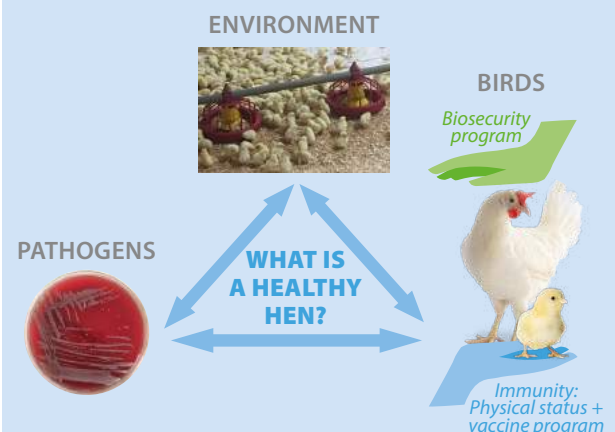 ENVIRONMENT
BIRDS
Biosecurity
program
PATHOGENS
WHAT IS
A HEALTHY
HEN?
Immunity:
Physical status +
vaccine program